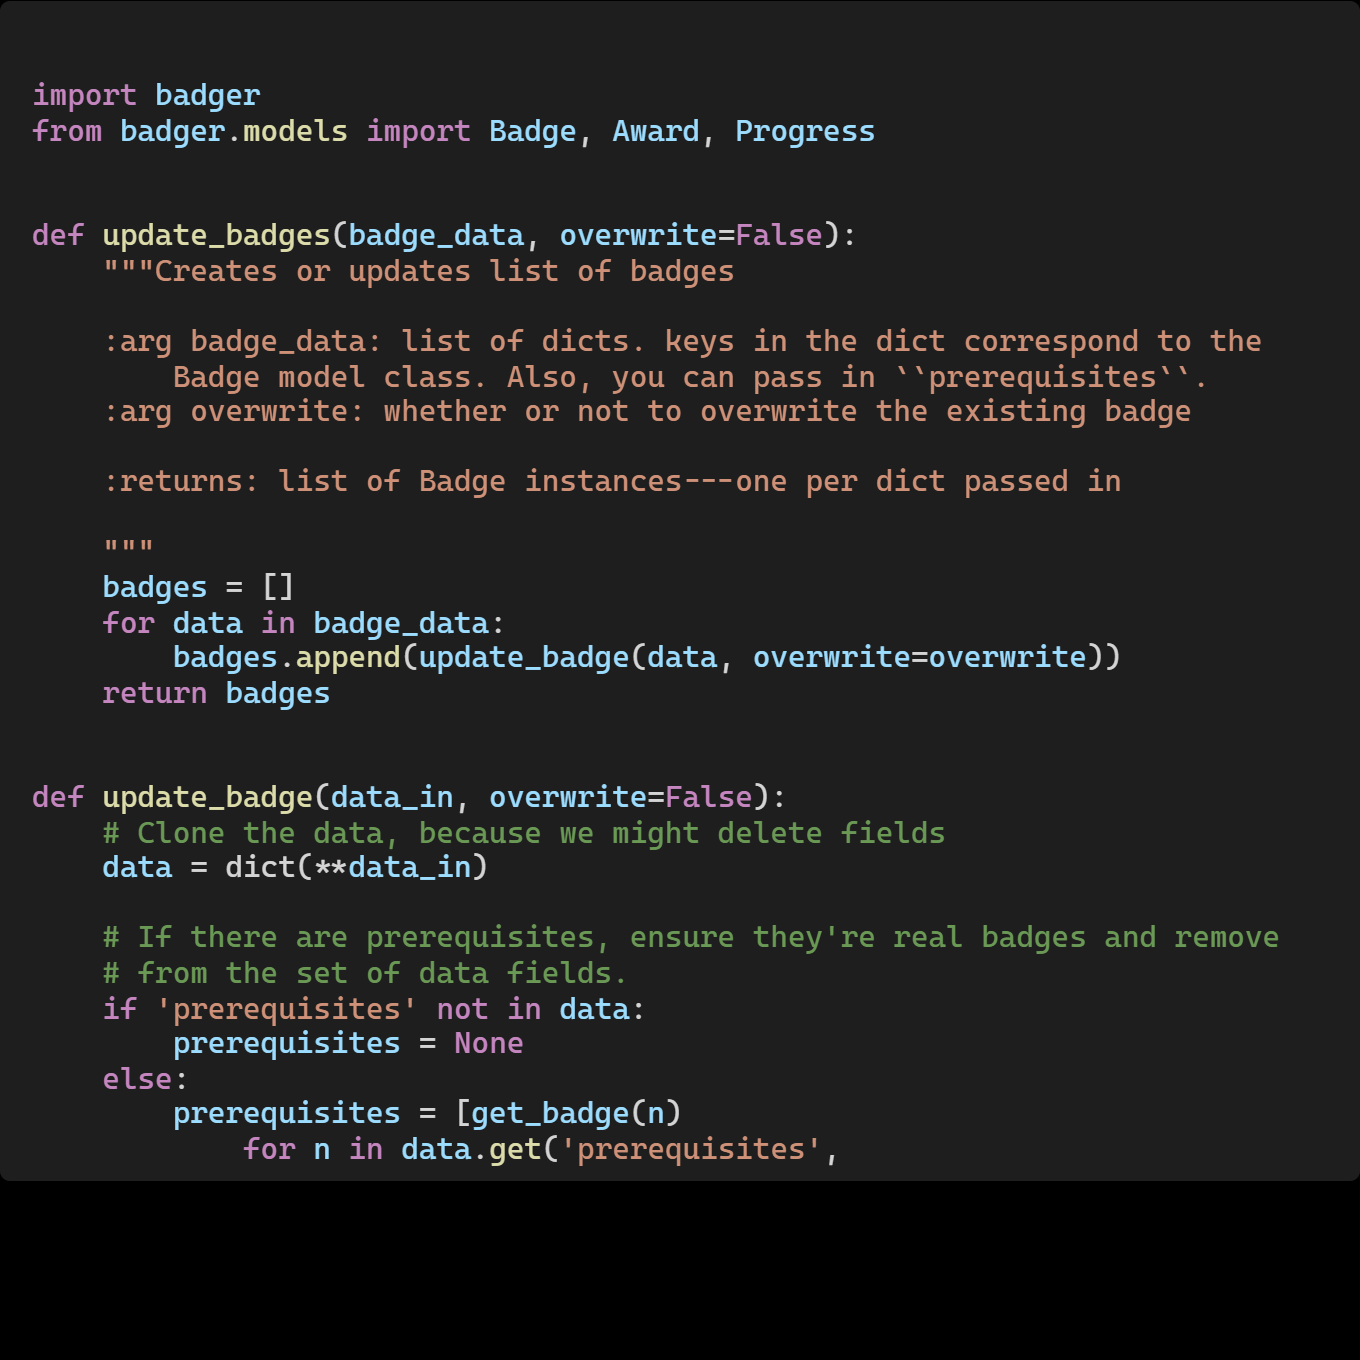 import badger
from badger.models import Badge, Award, Progress


def update_badges(badge_data, overwrite=False):
    """Creates or updates list of badges

    :arg badge_data: list of dicts. keys in the dict correspond to the
        Badge model class. Also, you can pass in ``prerequisites``.
    :arg overwrite: whether or not to overwrite the existing badge

    :returns: list of Badge instances---one per dict passed in

    """
    badges = []
    for data in badge_data:
        badges.append(update_badge(data, overwrite=overwrite))
    return badges


def update_badge(data_in, overwrite=False):
    # Clone the data, because we might delete fields
    data = dict(**data_in)

    # If there are prerequisites, ensure they're real badges and remove
    # from the set of data fields.
    if 'prerequisites' not in data:
        prerequisites = None
    else:
        prerequisites = [get_badge(n)
            for n in data.get('prerequisites',